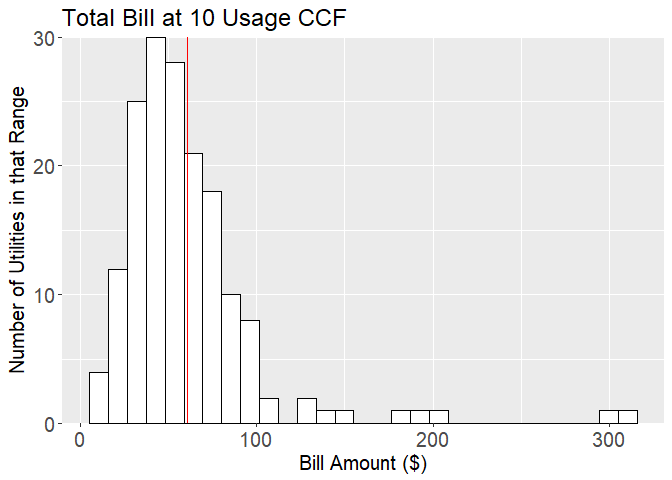 Total Bill at 10 Usage CCF
Number of Utilities in that Range
30
20
10
0
0 100 200 300
Bill Amount ($)